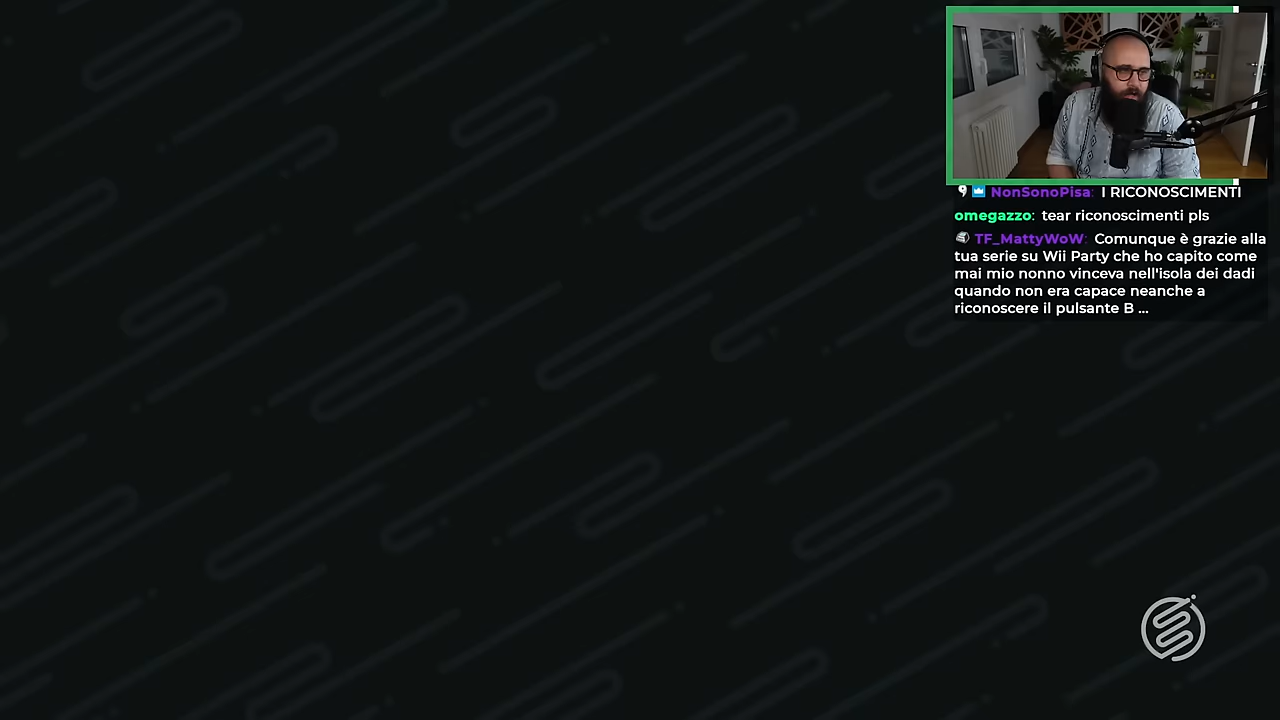 NonSonoPisa: I RICONOSCIMENTI
omegazzo: tear riconoscimenti pls
TF_MattyWoW: Comunque è grazie alla
tua serie su Wii Party che ho capito come
mai mio nonno vinceva nell'isola dei dadi
quando non era capace neanche a
riconoscere il pulsante B ...